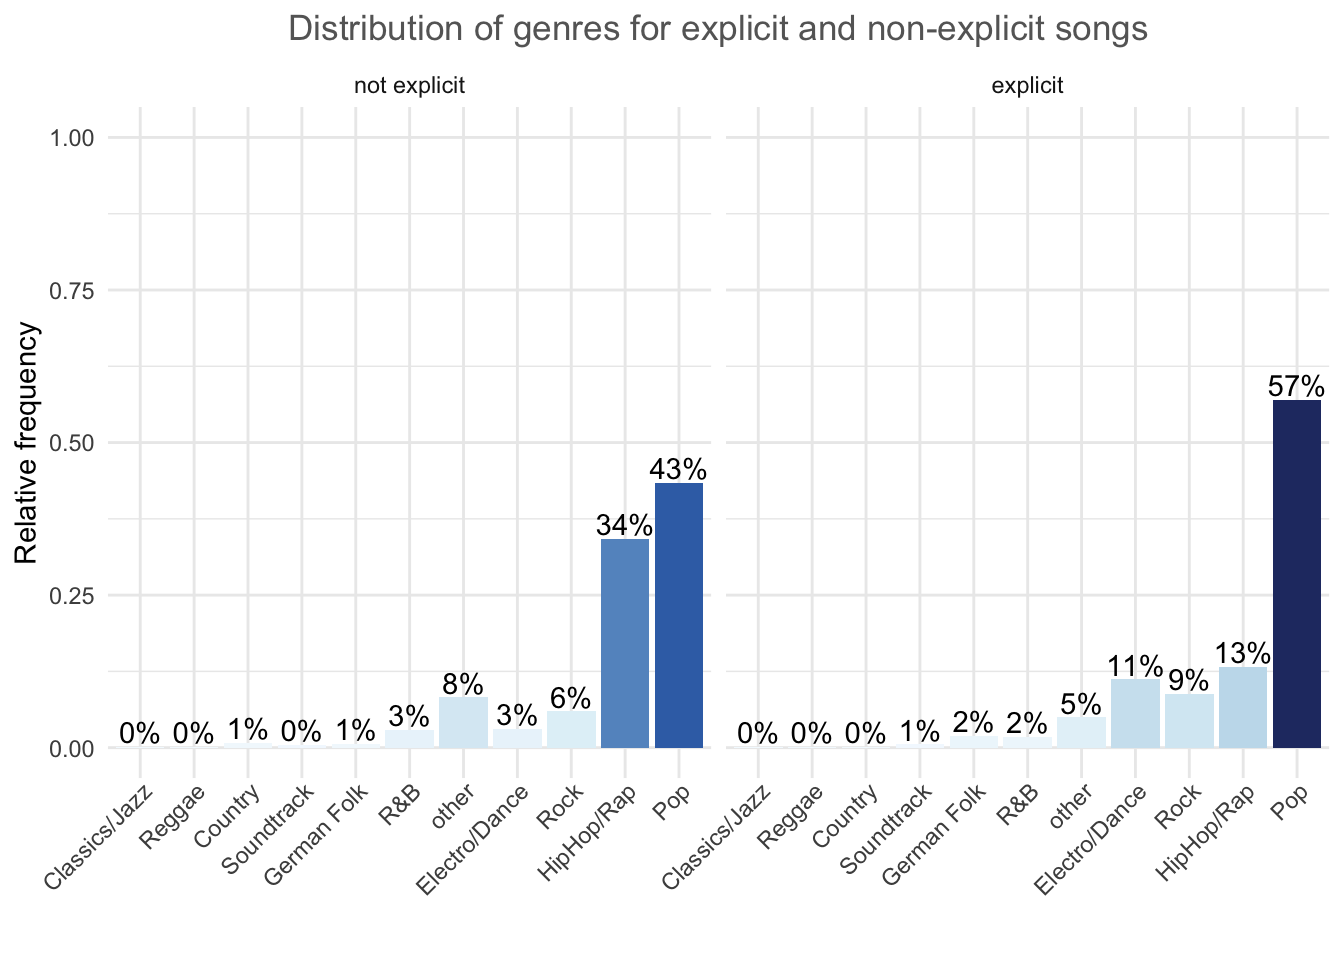 Distribution of genres for explicit and non-explicit songs
not explicit
explicit
Relative frequency
1.00
0.75
0.50
0.25
0.00
0%
0%
1%
0%
1%
3%
8%
3%
6%
34%
43%
0%
0%
0%
1%
2%
2%
5%
11%
9%
13%
57%
Classics/Jazz
Reggae
Country
Soundtrack
German Folk
R&B
other
Electro/Dance
Rock
HipHop/Rap
Pop
Classics/Jazz
Reggae
Country
Soundtrack
German Folk
R&B
other
Electro/Dance
Rock
HipHop/Rap
Pop